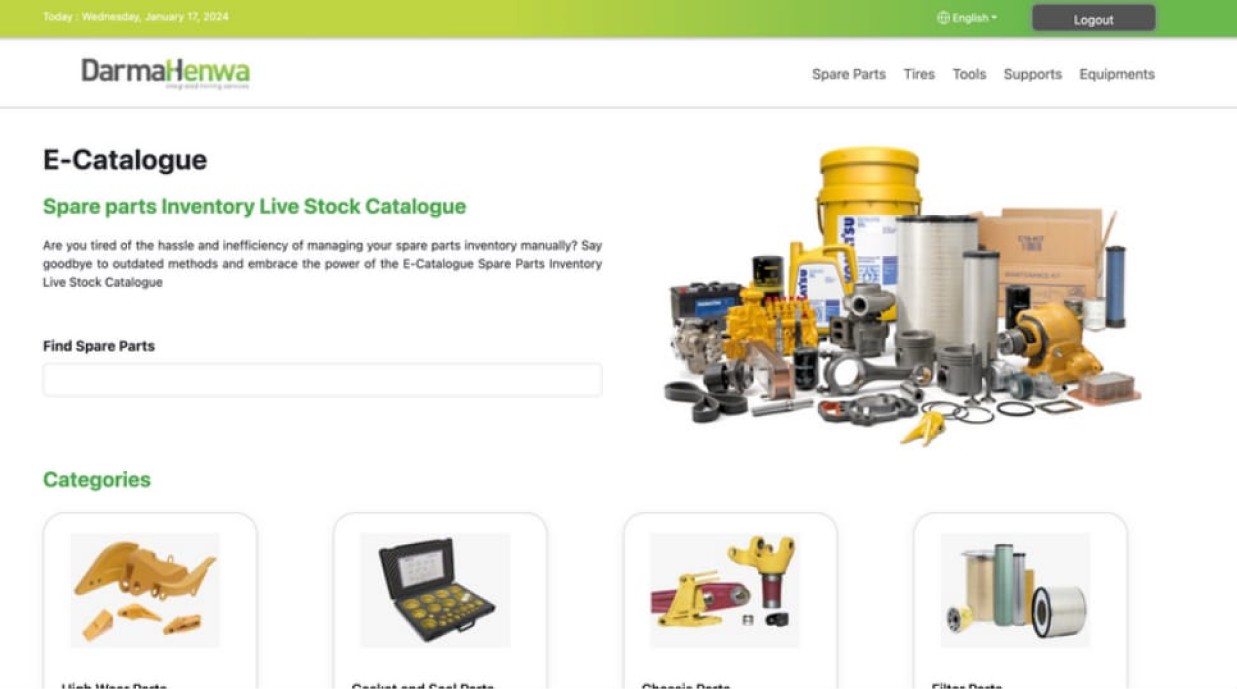 Today : Wednesday, January 17, 2024
English
Logout
DarmaHenwa
integrated mining services
Spare Parts
Tires
Tools
Supports
Equipments
E-Catalogue
Spare parts Inventory Live Stock Catalogue
Are you tired of the hassle and inefficiency of managing your spare parts inventory manually? Say
goodbye to outdated methods and embrace the power of the E-Catalogue Spare Parts Inventory
Live Stock Catalogue
Find Spare Parts
Categories
High Wear Parts
Gasket and Seal Parts
Chassis Parts
Filter Parts